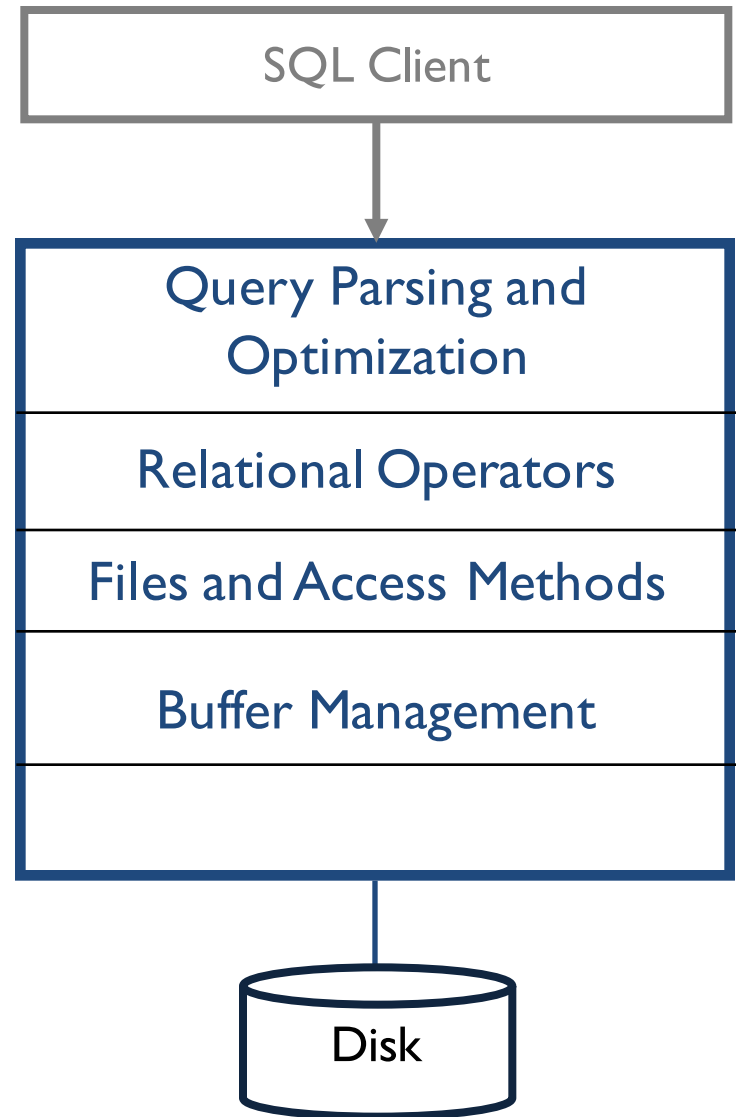 SQL Client
Query Parsing and
Optimization
Relational Operators
Files and Access Methods
Buffer Management
Disk